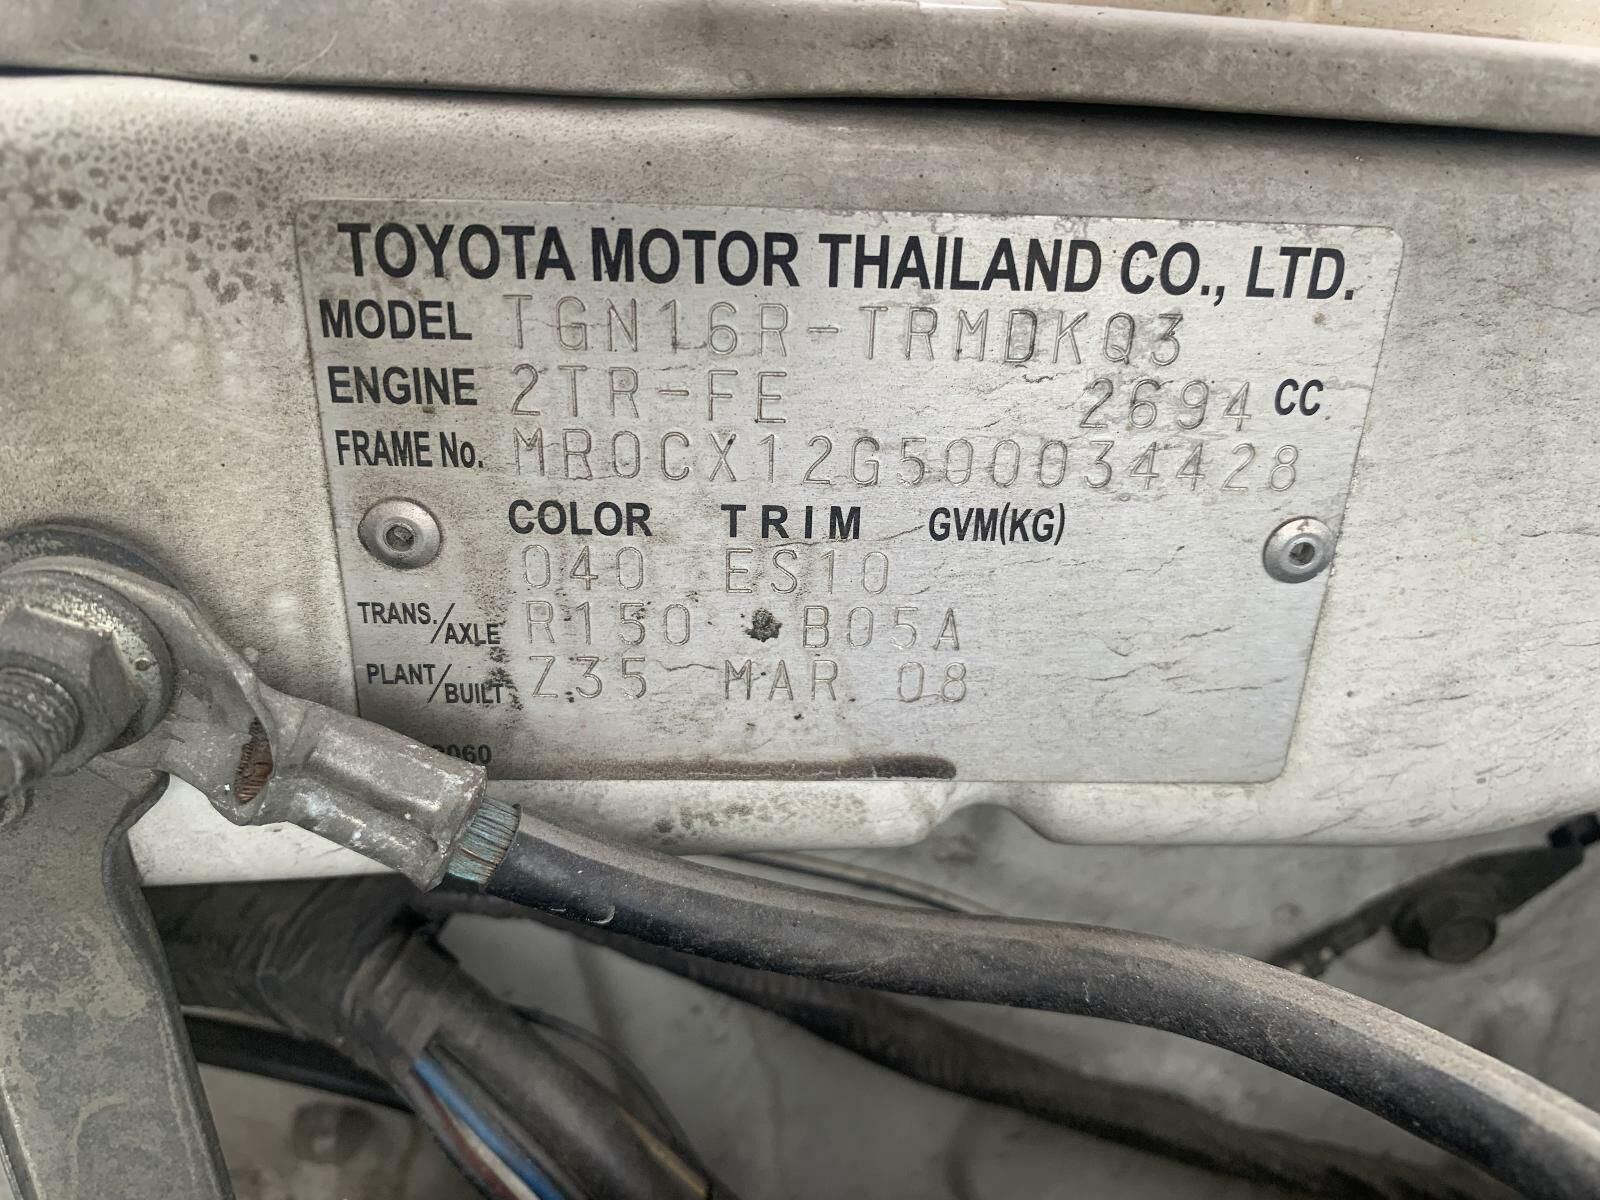 TOYOTA MOTOR THAILAND CO., LTD.
MODEL TGN16R-TRMDKQ3
ENGINE 2TR-FE 2694 CC
FRAME No. MR0CX12G500034428
COLOR TRIM GVM(KG)
040 ES10
TRANS./AXLE R150 B05A
PLANT/BUILT Z35 MAR 08